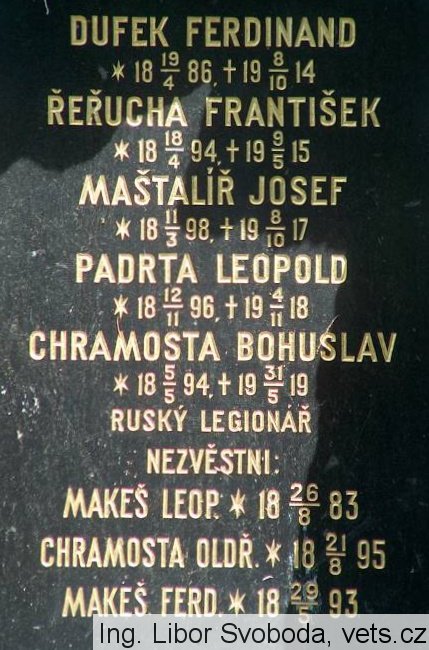 DUFEK FERDINAND
* 18 19/4 86, † 19 8/10 14
ŘEŘUCHA FRANTIŠEK
* 18 18/4 94, † 19 9/5 15
MAŠTALÍŘ JOSEF
* 18 11/3 98, † 19 8/10 17
PADRTA LEOPOLD
* 18 12/11 96, † 19 4/11 18
CHRAMOSTA BOHUSLAV
* 18 5/5 94, † 19 31/5 19
RUSKÝ LEGIONÁŘ
NEZVĚSTNI:
MAKEŠ LEOP. * 18 26/8 83
CHRAMOSTA OLDŘ. * 18 21/8 95
MAKEŠ FERD. * 18 29/5 93
Ing. Libor Svoboda, vets.cz